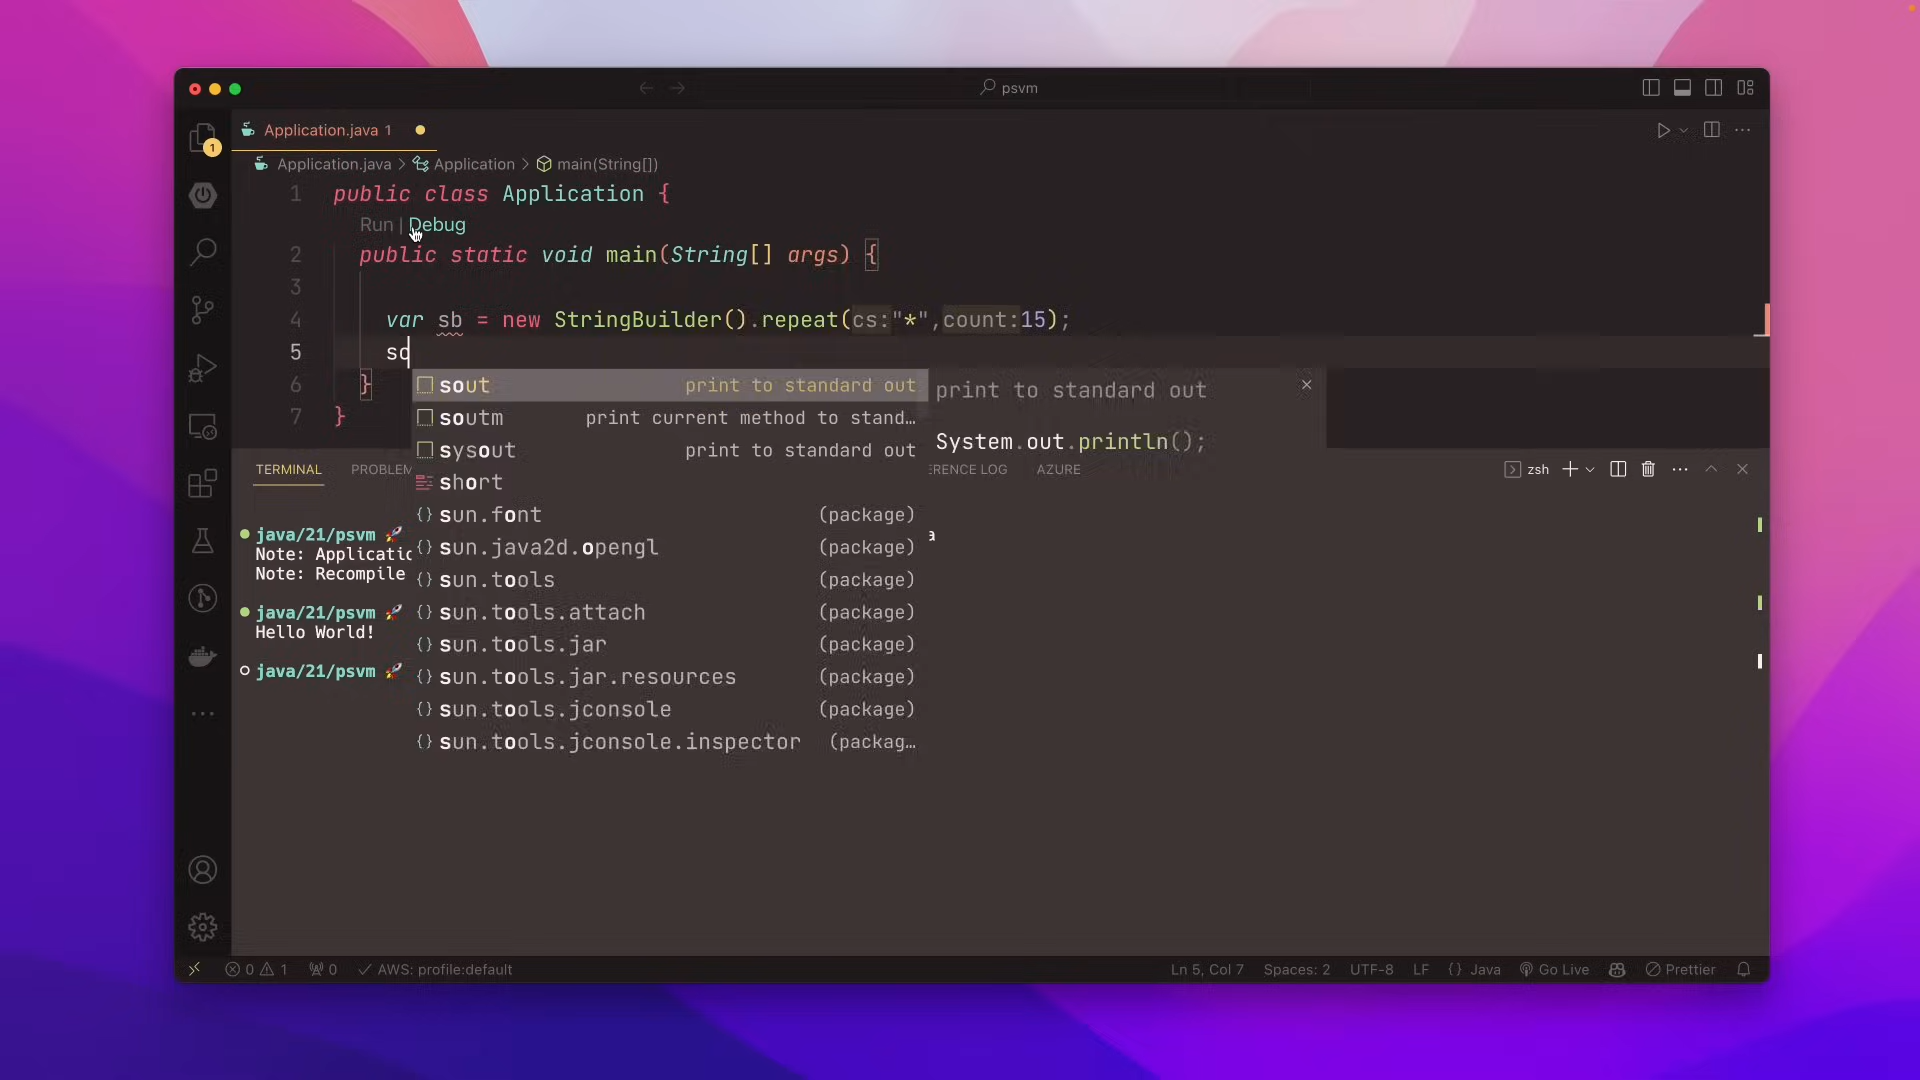 psvm
Application.java 1
1
Application.java > Application > main(String[])
1 public class Application {
Run | Debug
2 public static void main(String[] args) {
3
4 var sb = new StringBuilder().repeat(cs:"*",count:15);
5 so
6 }
7 }
sout print to standard out
soutm print current method to stand…
sysout print to standard out
short
sun.font (package)
sun.java2d.opengl (package)
sun.tools (package)
sun.tools.attach (package)
sun.tools.jar (package)
sun.tools.jar.resources (package)
sun.tools.jconsole (package)
sun.tools.jconsole.inspector (packag…
print to standard out
System.out.println();
TERMINAL PROBLEM ERENCE LOG AZURE zsh
java/21/psvm a
Note: Applicatio
Note: Recompile
java/21/psvm
Hello World!
java/21/psvm
0 1 0 AWS: profile:default Ln 5, Col 7 Spaces: 2 UTF-8 LF {} Java Go Live Prettier